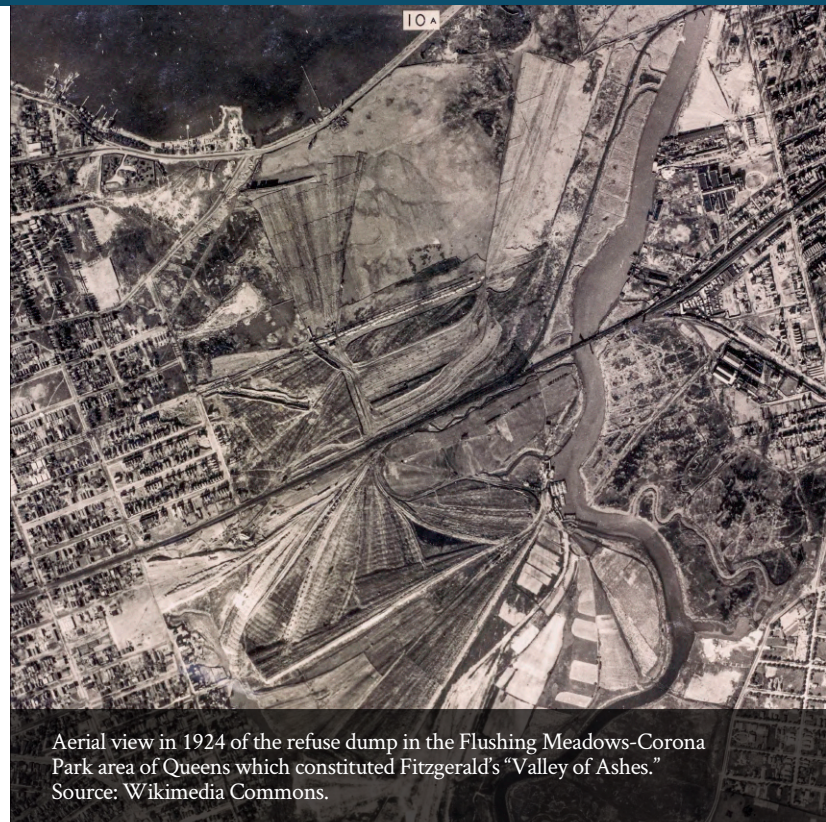 10 A
Aerial view in 1924 of the refuse dump in the Flushing Meadows-Corona
Park area of Queens which constituted Fitzgerald’s “Valley of Ashes.”
Source: Wikimedia Commons.